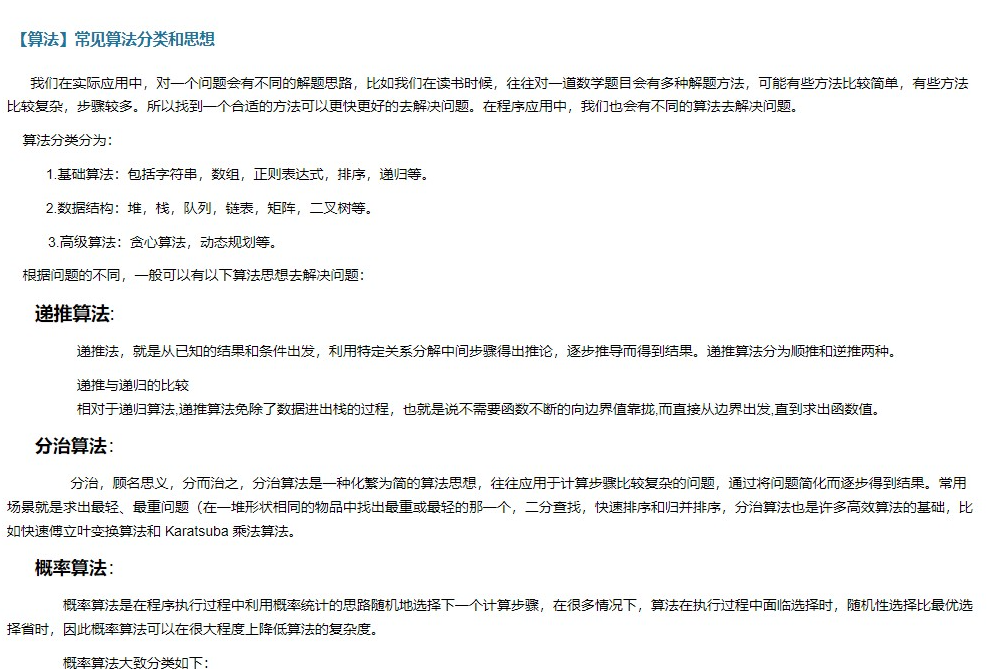 【算法】常见算法分类和思想
我们在实际应用中，对一个问题会有不同的解题思路，比如我们在读书时候，往往对一道数学题目会有多种解题方法，可能有些方法比较简单，有些方法
比较复杂，步骤较多。所以找到一个合适的方法可以更快更好的去解决问题。在程序应用中，我们也会有不同的算法去解决问题。
算法分类分为：
1.基础算法：包括字符串，数组，正则表达式，排序，递归等。
2.数据结构：堆，栈，队列，链表，矩阵，二叉树等。
3.高级算法：贪心算法，动态规划等。
根据问题的不同，一般可以有以下算法思想去解决问题：
递推算法:
递推法，就是从已知的结果和条件出发，利用特定关系分解中间步骤得出推论，逐步推导而得到结果。递推算法分为顺推和逆推两种。
递推与递归的比较
相对于递归算法,递推算法免除了数据进出栈的过程，也就是说不需要函数不断的向边界值靠拢,而直接从边界出发,直到求出函数值。
分治算法：
分治，顾名思义，分而治之，分治算法是一种化繁为简的算法思想，往往应用于计算步骤比较复杂的问题，通过将问题简化而逐步得到结果。常用
场景就是求出最轻、最重问题（在一堆形状相同的物品中找出最重或最轻的那一个，二分查找，快速排序和归并排序，分治算法也是许多高效算法的基础，比
如快速傅立叶变换算法和 Karatsuba 乘法算法。
概率算法：
概率算法是在程序执行过程中利用概率统计的思路随机地选择下一个计算步骤，在很多情况下，算法在执行过程中面临选择时，随机性选择比最优选
择省时，因此概率算法可以在很大程度上降低算法的复杂度。
概率算法大致分类如下：